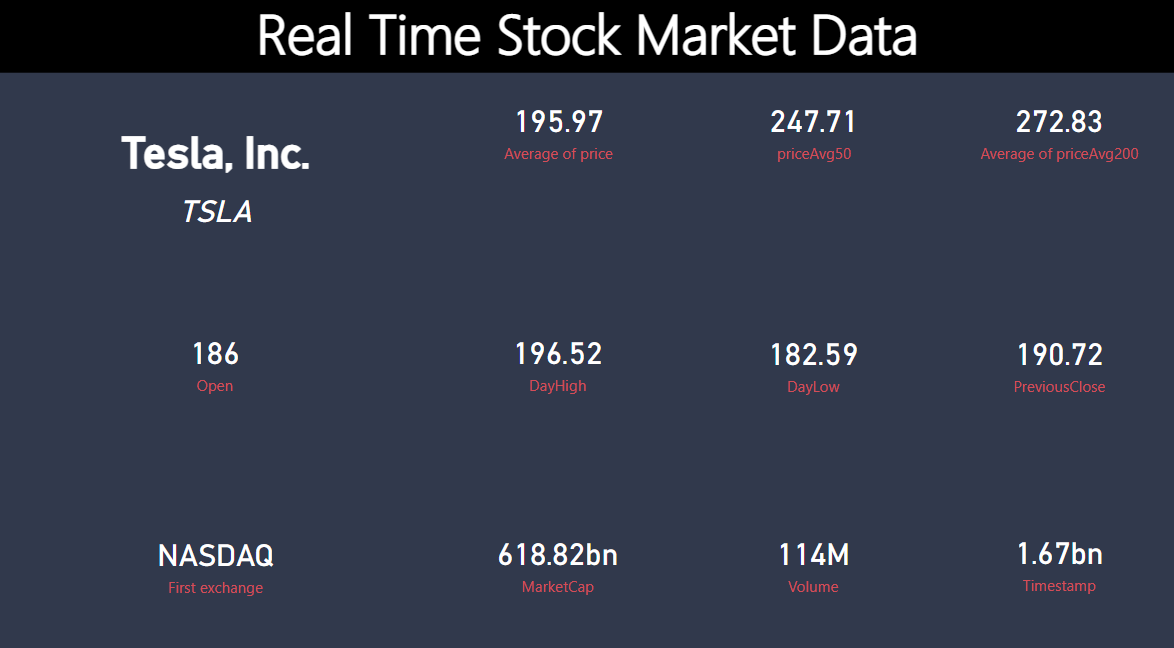 Real Time Stock Market Data
Tesla, Inc.
TSLA
195.97
Average of price
247.71
priceAvg50
272.83
Average of priceAvg200
186
Open
196.52
DayHigh
182.59
DayLow
190.72
PreviousClose
NASDAQ
First exchange
618.82bn
MarketCap
114M
Volume
1.67bn
Timestamp